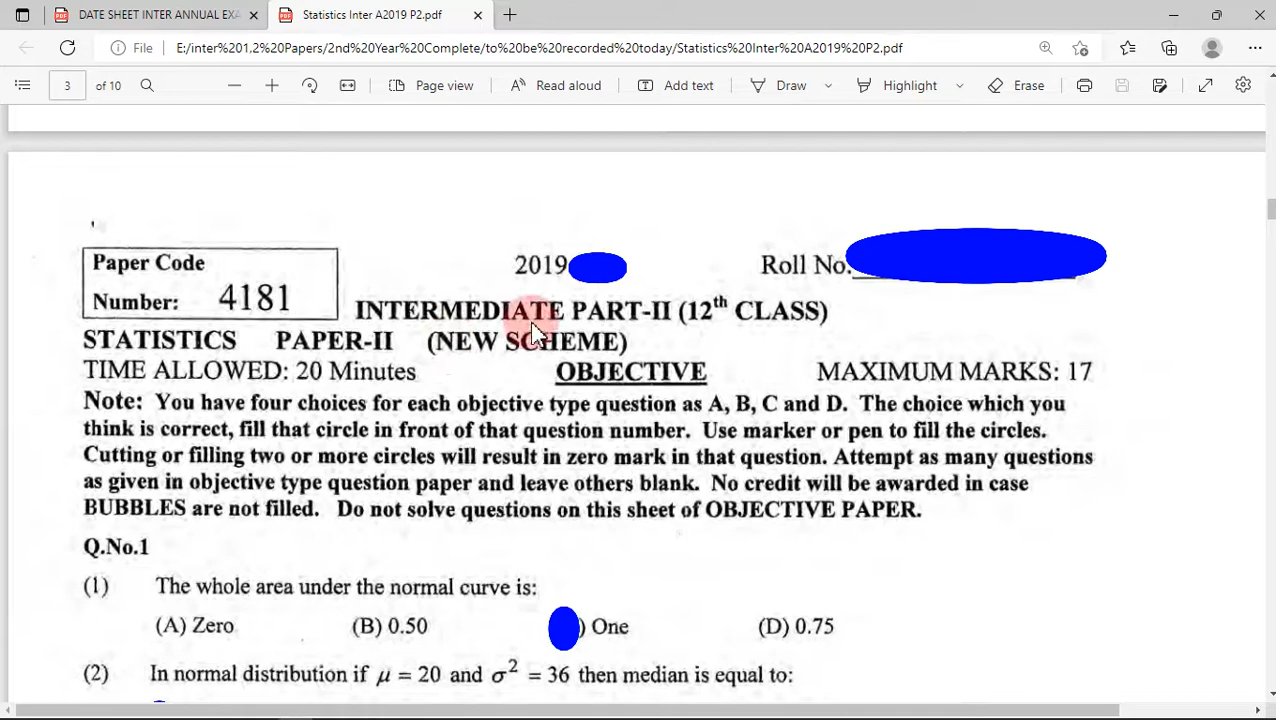 DATE SHEET INTER ANNUAL EXA
Statistics Inter A2019 P2.pdf
File
E:/inter%201,2%20Papers/2nd%20Year%20Complete/to%20be%20recorded%20today/Statistics%20Inter%20A2019%20P2.pdf
3 of 10
Page view
Read aloud
Add text
Draw
Highlight
Erase
Paper Code
Number: 4181
2019
Roll No.
INTERMEDIATE PART-II (12th CLASS)
STATISTICS PAPER-II (NEW SCHEME)
TIME ALLOWED: 20 Minutes OBJECTIVE MAXIMUM MARKS: 17
Note: You have four choices for each objective type question as A, B, C and D. The choice which you
think is correct, fill that circle in front of that question number. Use marker or pen to fill the circles.
Cutting or filling two or more circles will result in zero mark in that question. Attempt as many questions
as given in objective type question paper and leave others blank. No credit will be awarded in case
BUBBLES are not filled. Do not solve questions on this sheet of OBJECTIVE PAPER.
Q.No.1
(1) The whole area under the normal curve is:
(A) Zero (B) 0.50 ) One (D) 0.75
(2) In normal distribution if μ = 20 and σ² = 36 then median is equal to: